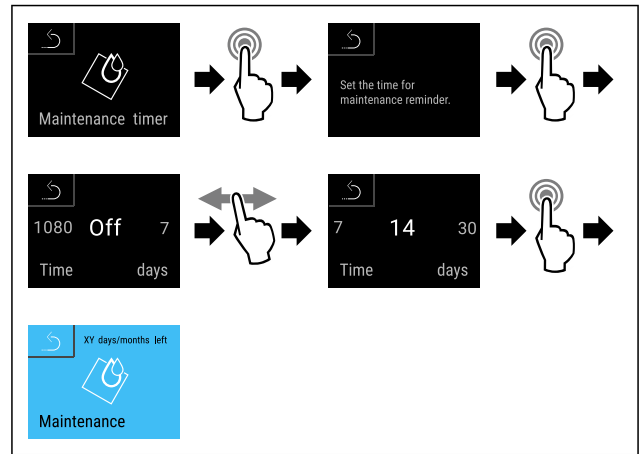 Maintenance timer
Set the time for
maintenance reminder.
1080 Off 7
Time days
7 14 30
Time days
XY days/months left
Maintenance